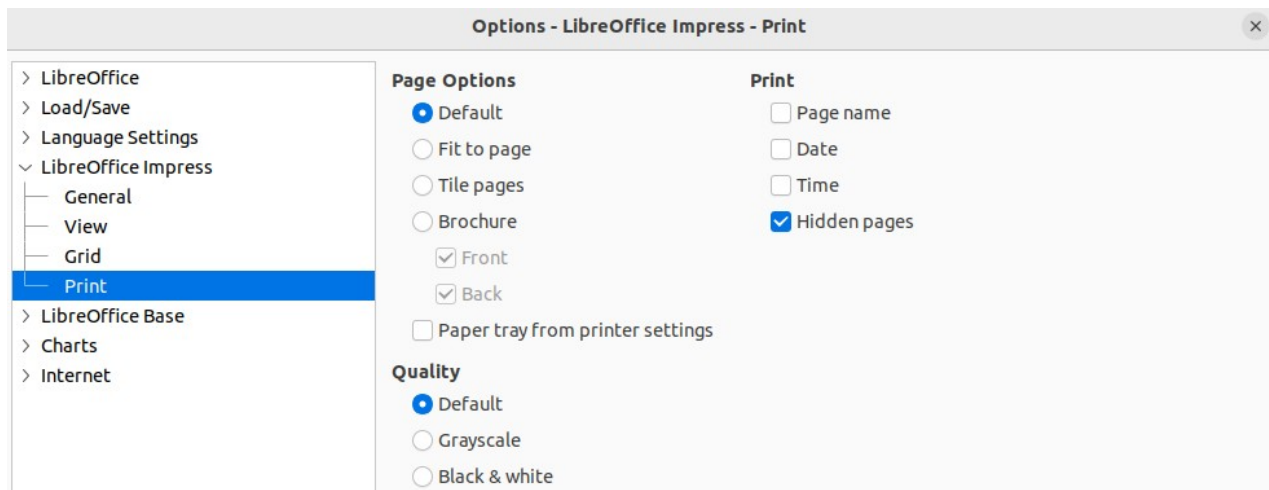 Options - LibreOffice Impress - Print
LibreOffice
Load/Save
Language Settings
LibreOffice Impress
General
View
Grid
Print
LibreOffice Base
Charts
Internet
Page Options
Default
Fit to page
Tile pages
Brochure
Front
Back
Paper tray from printer settings
Quality
Default
Grayscale
Black & white
Print
Page name
Date
Time
Hidden pages